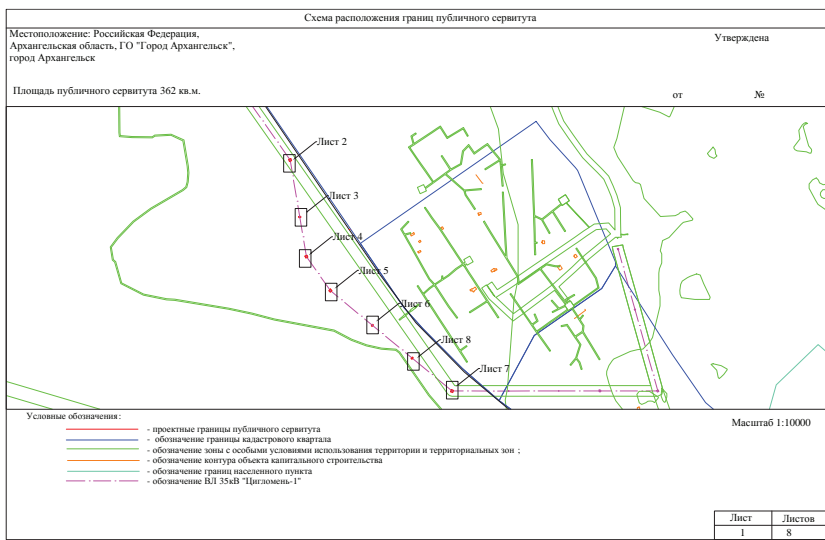 Схема расположения границ публичного сервитута
Местоположение: Российская Федерация,
Архангельская область, ГО "Город Архангельск",
город Архангельск
Утверждена
Площадь публичного сервитута 362 кв.м.
от №
Лист 2
Лист 3
Лист 4
Лист 5
Лист 6
Лист 8
Лист 7
Условные обозначения:
- проектные границы публичного сервитута
- обозначение границы кадастрового квартала
- обозначение зоны с особыми условиями использования территории и территориальных зон ;
- обозначение контура объекта капитального строительства
- обозначение границ населенного пункта
- обозначение ВЛ 35кВ "Цигломень-1"
Масштаб 1:10000
Лист Листов
1 8